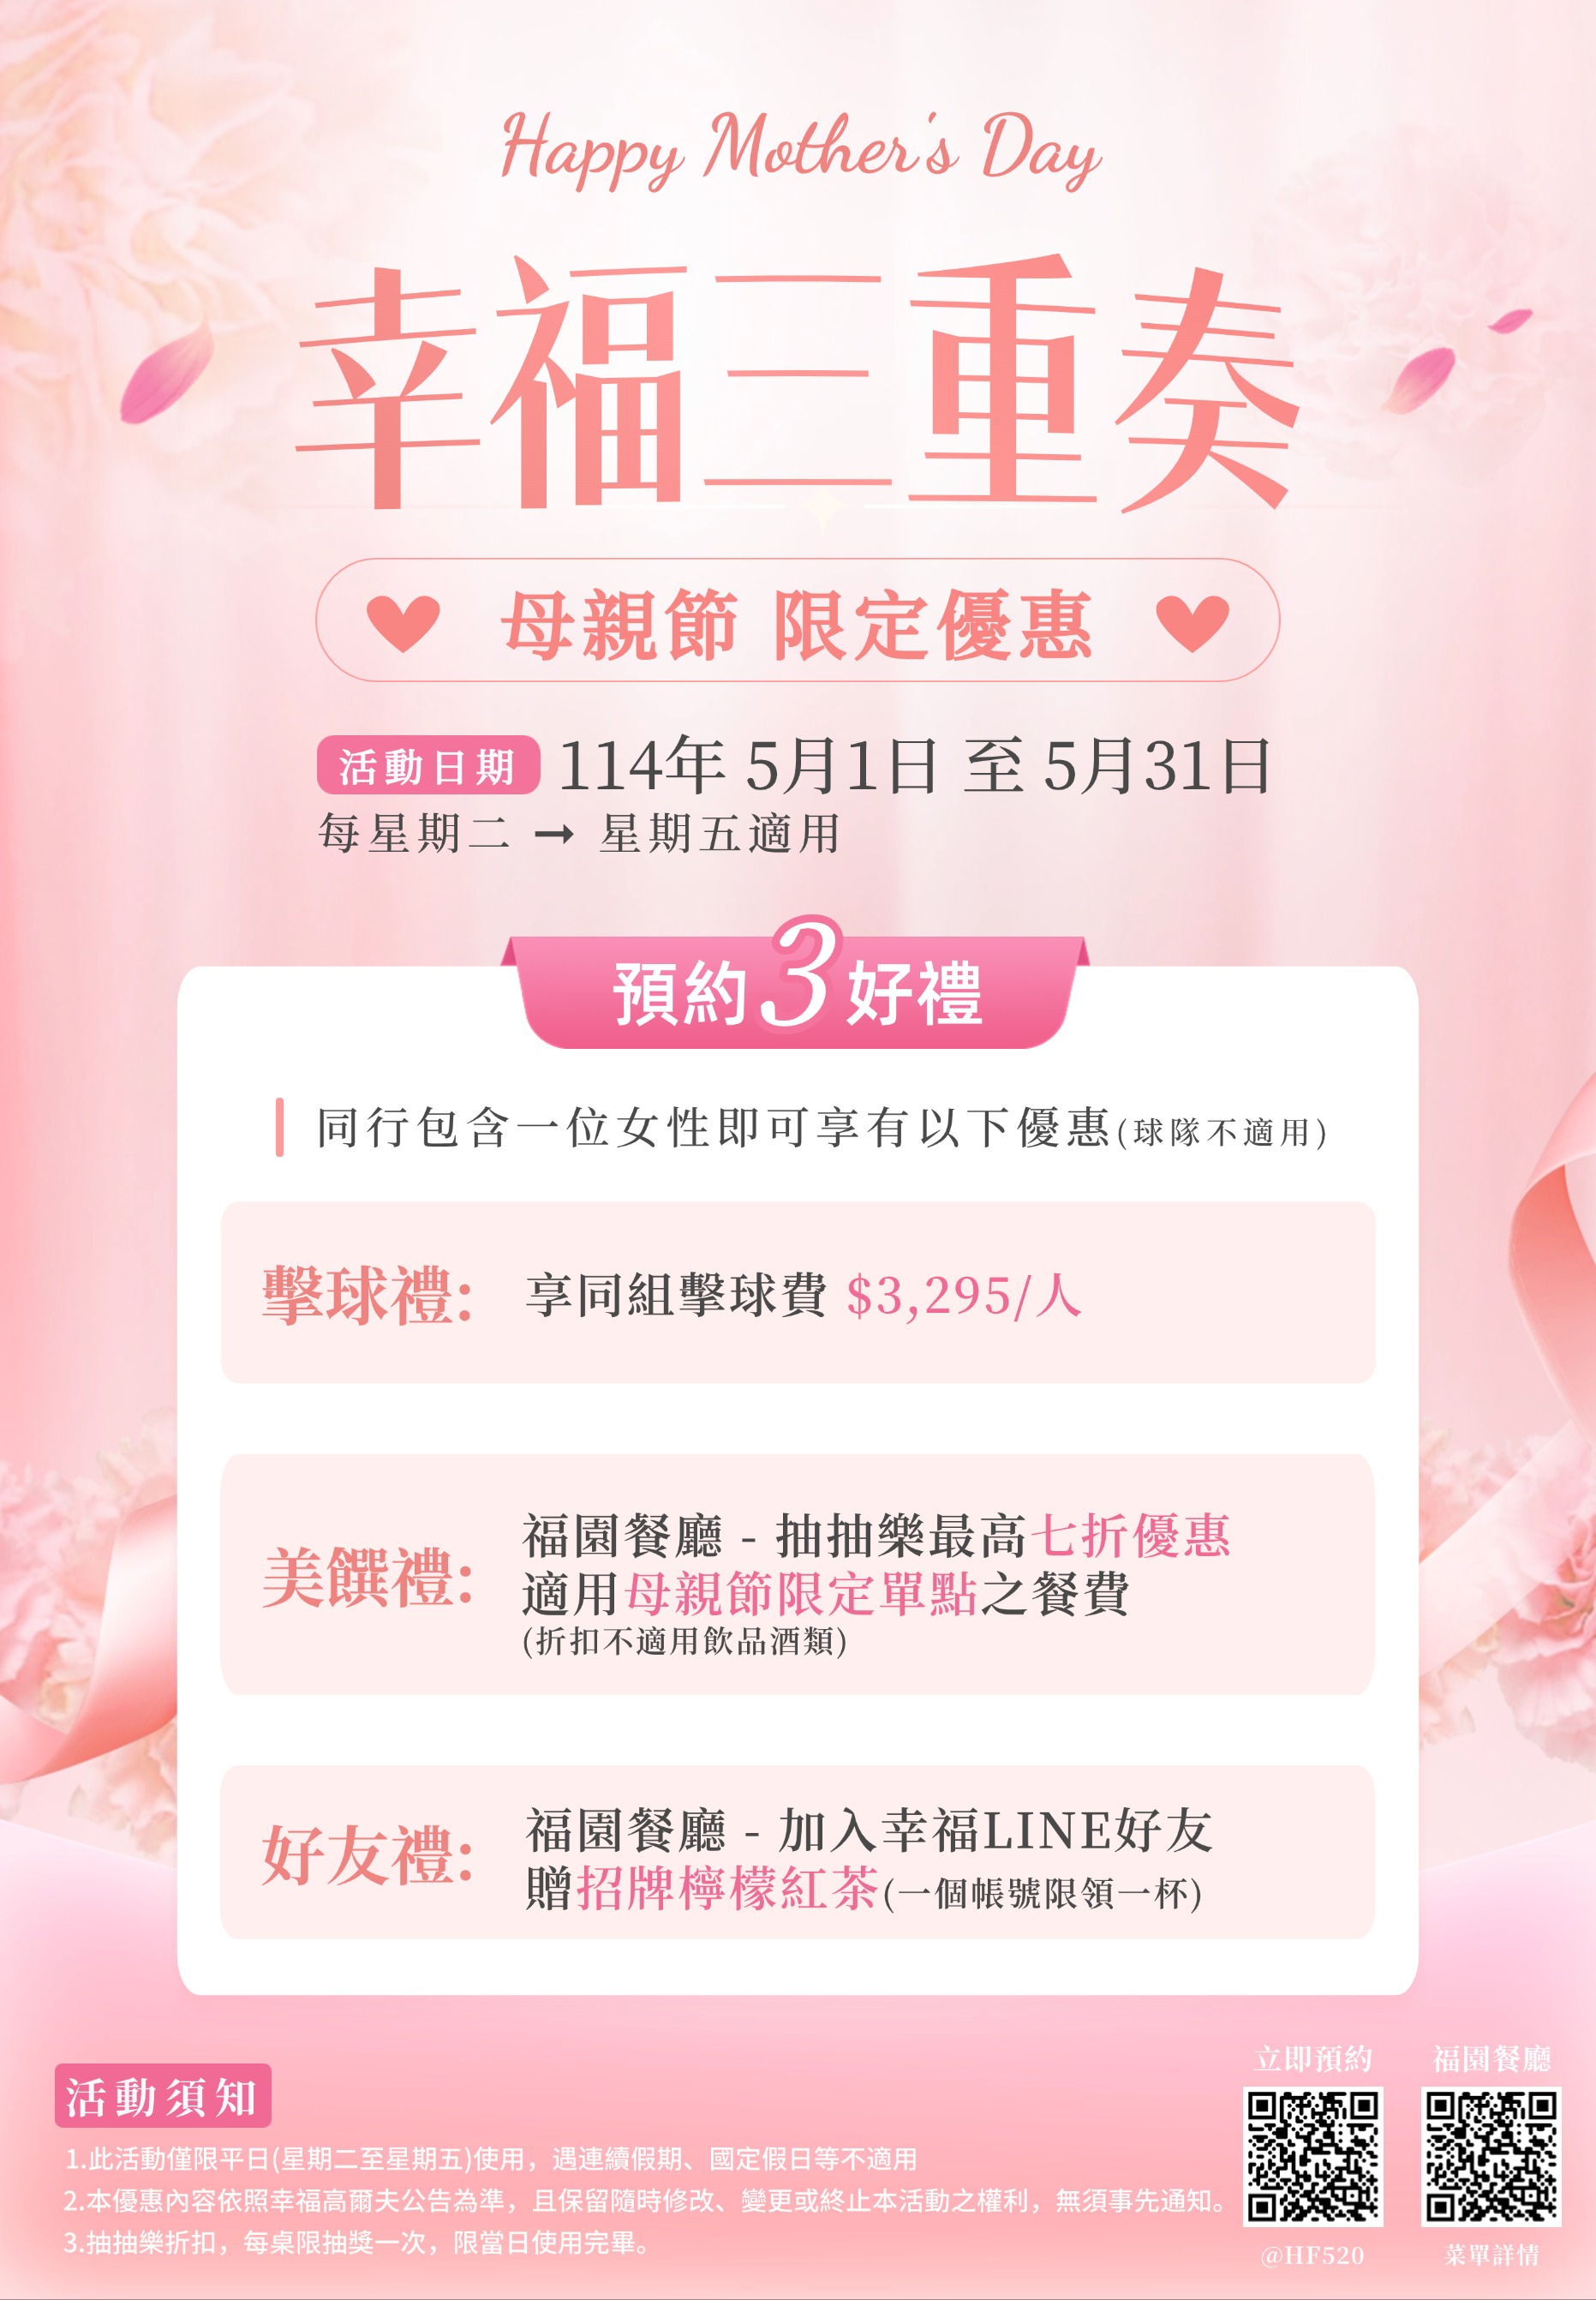 Happy Mother's Day
幸福三重奏
母親節 限定優惠
活動日期 114年 5月1日 至 5月31日
每星期二 → 星期五適用
預約3好禮
同行包含一位女性即可享有以下優惠(球隊不適用)
擊球禮: 享同組擊球費 $3,295/人
美饌禮: 福園餐廳 - 抽抽樂最高七折優惠
適用母親節限定單點之餐費
(折扣不適用飲品酒類)
好友禮: 福園餐廳 - 加入幸福LINE好友
贈招牌檸檬紅茶(一個帳號限領一杯)
活動須知
1.此活動僅限平日(星期二至星期五)使用，遇連續假期、國定假日等不適用
2.本優惠內容依照幸福高爾夫公告為準，且保留隨時修改、變更或終止本活動之權利，無須事先通知。
3.抽抽樂折扣，每桌限抽獎一次，限當日使用完畢。
立即預約
@HF520
福園餐廳
菜單詳情